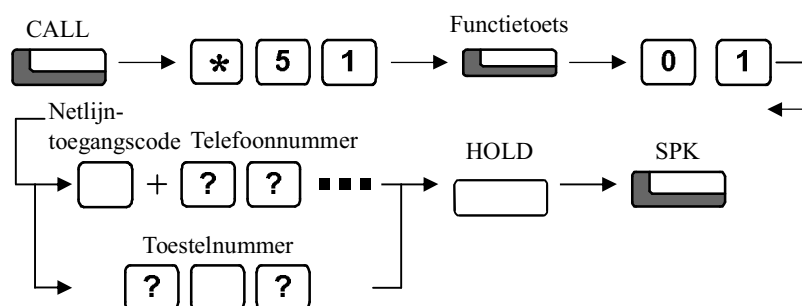 CALL
* 5 1
Functietoets
0 1
Netlijn-
toegangscode
Telefoonnummer
+ ? ?
HOLD
SPK
Toestelnummer
? ?